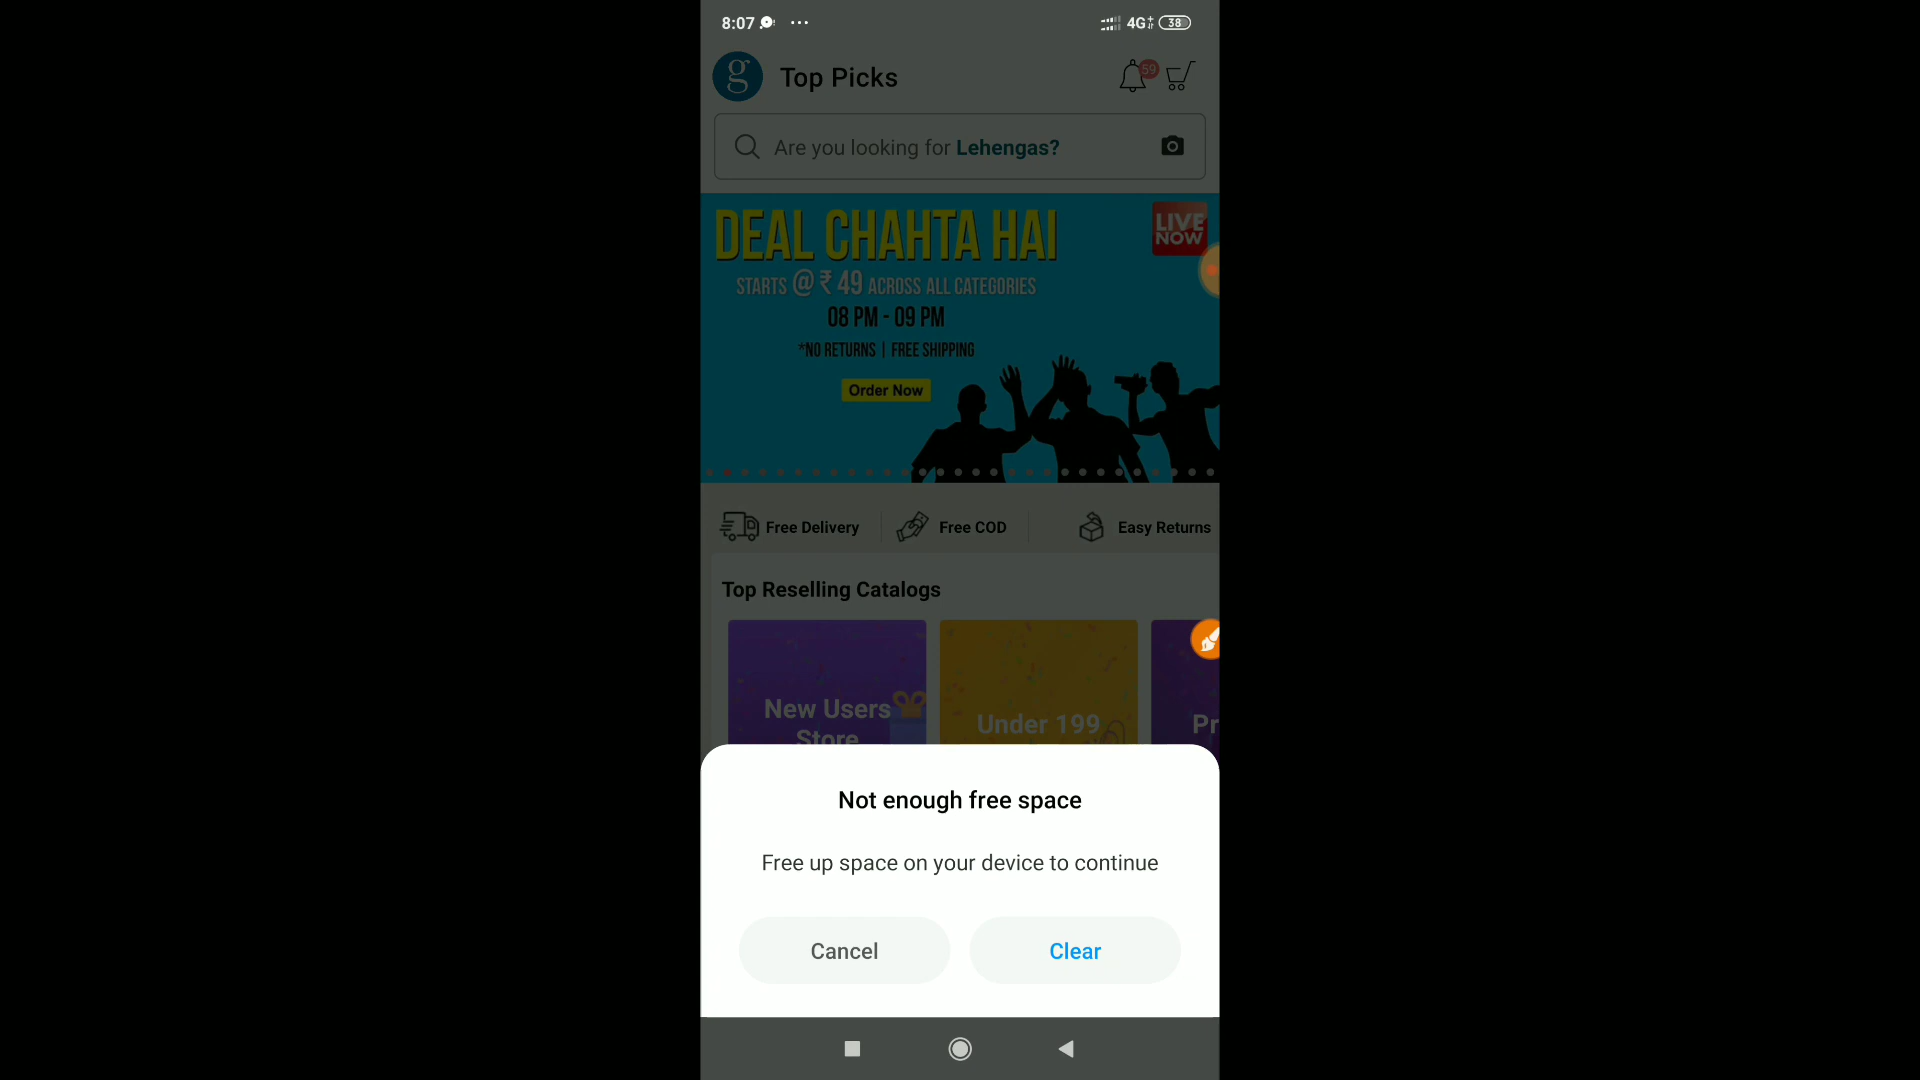 8:07
4G
38
g
Top Picks
59
Are you looking for Lehengas?
DEAL CHAHTA HAI
LIVE
NOW
STARTS @ ₹ 49 ACROSS ALL CATEGORIES
08 PM - 09 PM
*NO RETURNS | FREE SHIPPING
Order Now
Free Delivery
Free COD
Easy Returns
Top Reselling Catalogs
New Users
Store
Under 199
Pr
Not enough free space
Free up space on your device to continue
Cancel
Clear